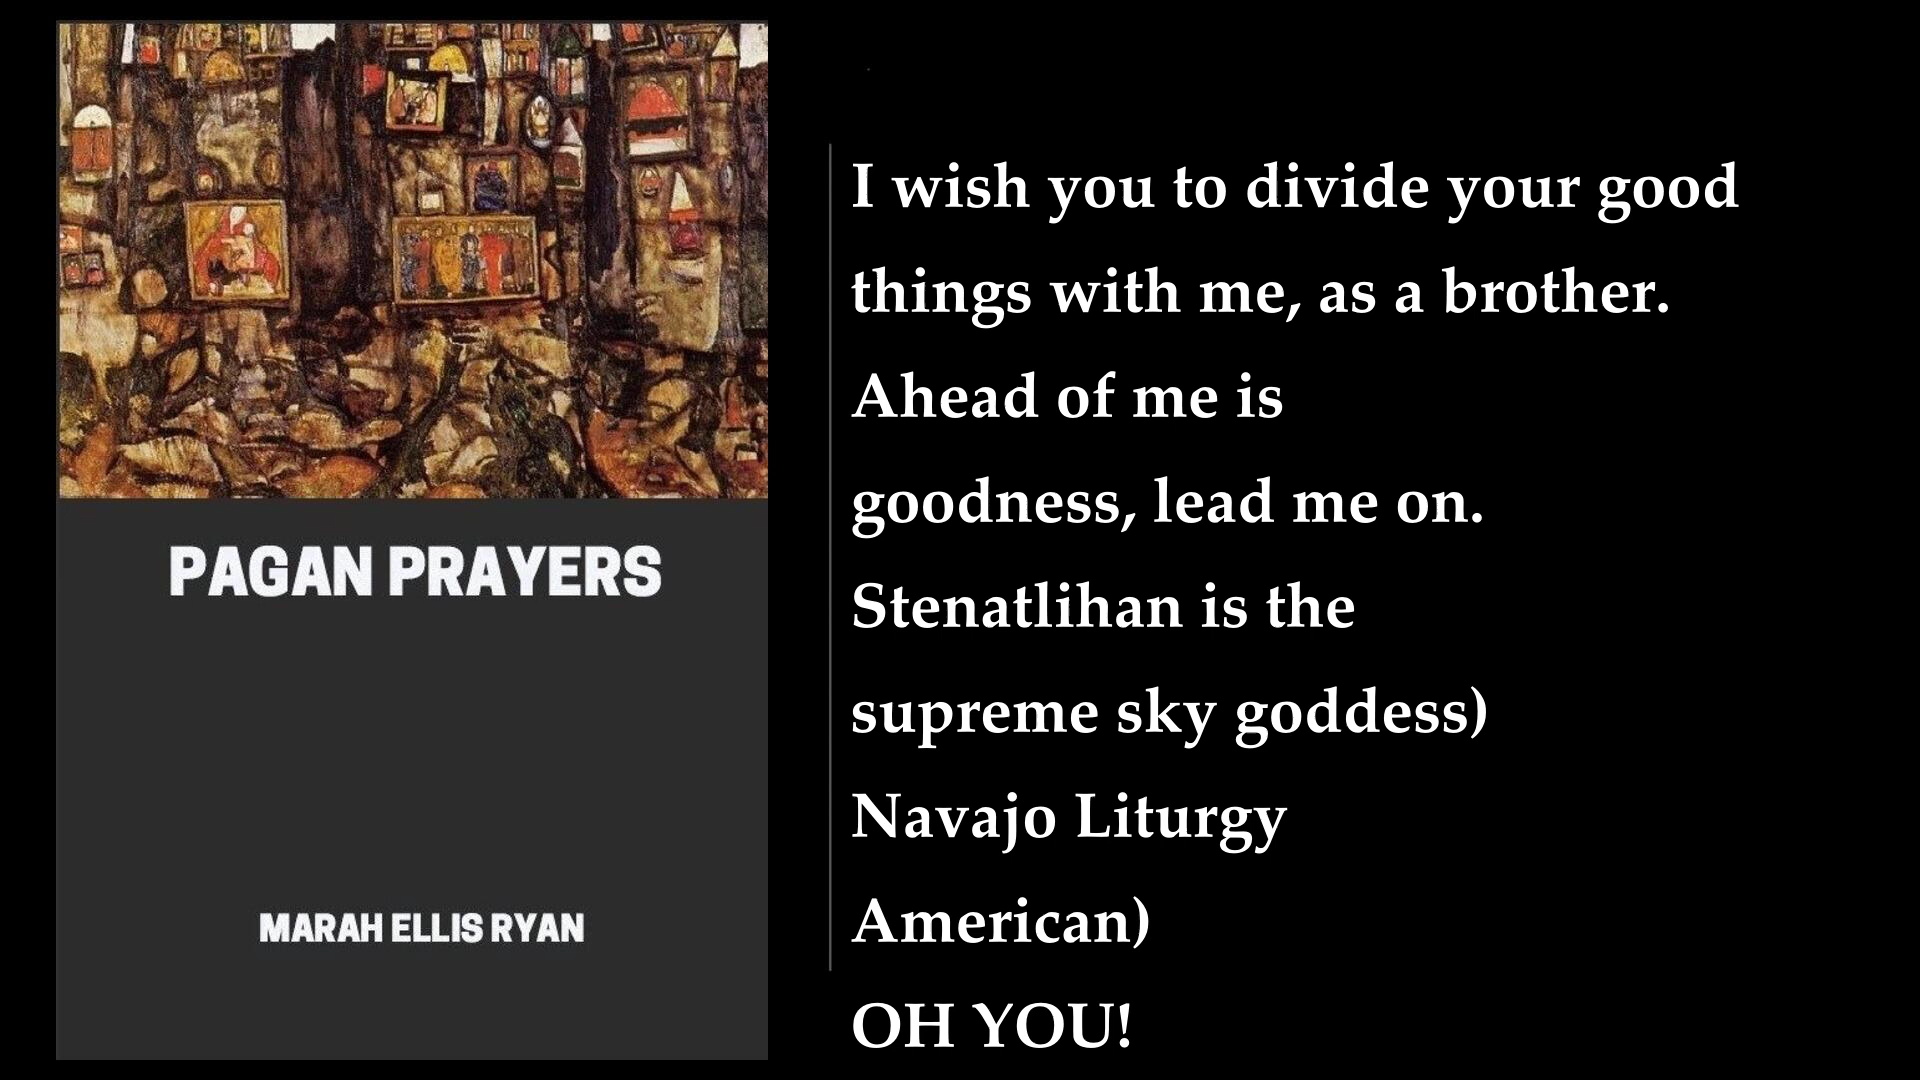 PAGAN PRAYERS
MARAH ELLIS RYAN
I wish you to divide your good
things with me, as a brother.
Ahead of me is
goodness, lead me on.
Stenatlihan is the
supreme sky goddess)
Navajo Liturgy
American)
OH YOU!